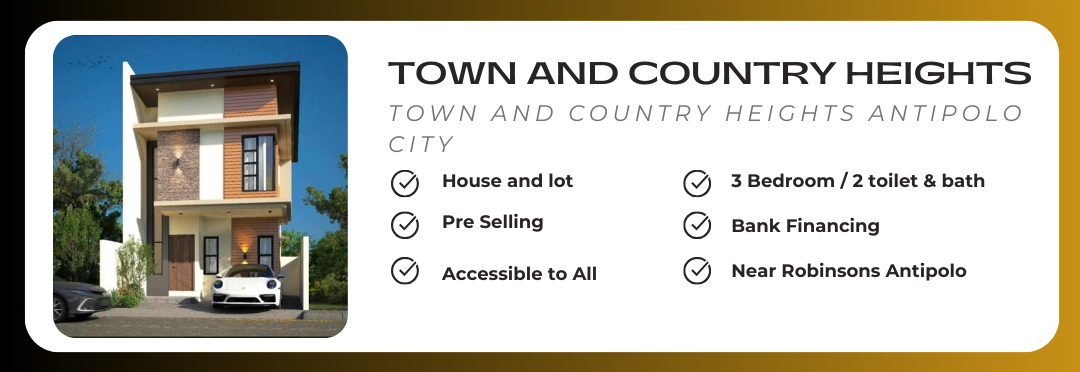 TOWN AND COUNTRY HEIGHTS
TOWN AND COUNTRY HEIGHTS ANTIPOLO
CITY
House and lot
Pre Selling
Accessible to All
3 Bedroom / 2 toilet & bath
Bank Financing
Near Robinsons Antipolo